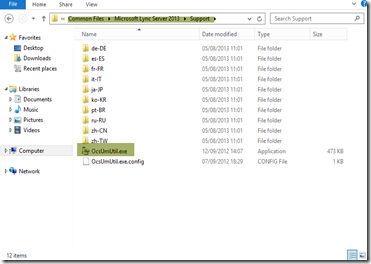 File Home Share View
Common Files Microsoft Lync Server 2013 Support
Search Support
Name Date modified Type Size
Favorites
Desktop
Downloads
Recent places
Libraries
Documents
Music
Pictures
Videos
Computer
Network
de-DE 05/08/2013 11:01 File folder
es-ES 05/08/2013 11:01 File folder
fr-FR 05/08/2013 11:01 File folder
it-IT 05/08/2013 11:01 File folder
ja-JP 05/08/2013 11:01 File folder
ko-KR 05/08/2013 11:01 File folder
pt-BR 05/08/2013 11:01 File folder
ru-RU 05/08/2013 11:01 File folder
zh-CN 05/08/2013 11:01 File folder
zh-TW 05/08/2013 11:01 File folder
OcsUmUtil.exe 12/09/2012 14:07 Application 473 KB
OcsUmUtil.exe.config 07/09/2012 18:29 CONFIG File 1 KB
12 items